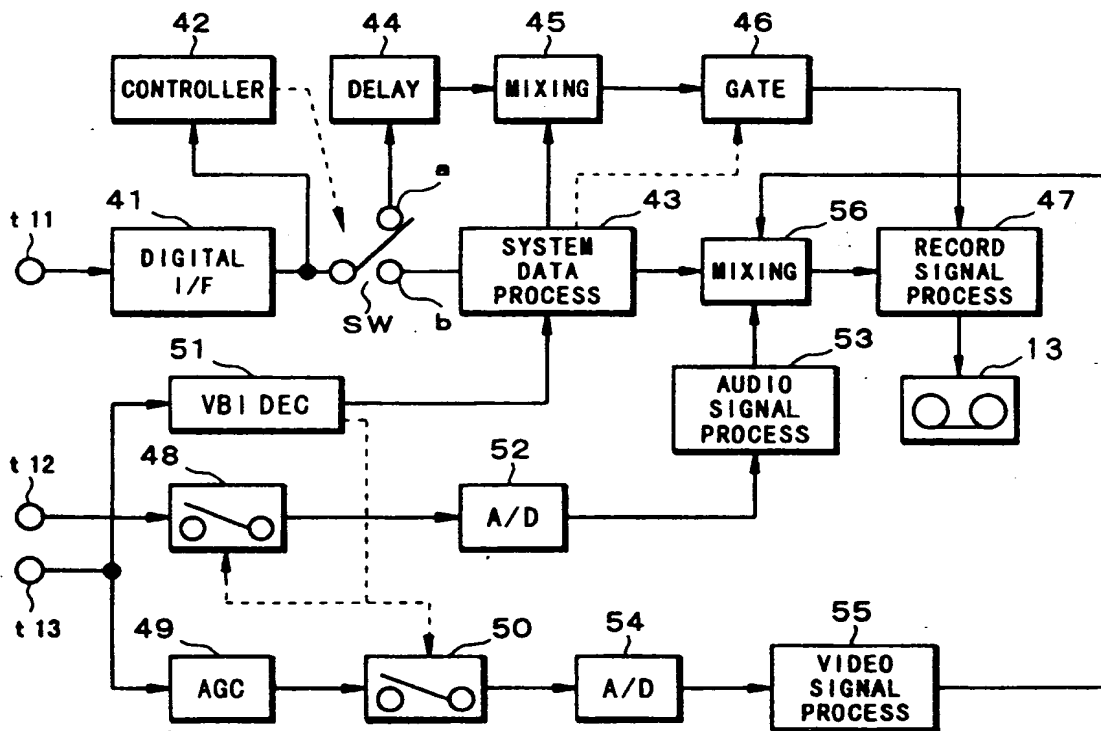 42
44
45
46
CONTROLLER
DELAY
MIXING
GATE
a
t 11
41
43
56
47
DIGITAL
I/F
SYSTEM
DATA
PROCESS
MIXING
RECORD
SIGNAL
PROCESS
SW
b
51
53
13
VBI DEC
AUDIO
SIGNAL
PROCESS
t 12
48
52
A/D
t 13
49
50
54
55
AGC
A/D
VIDEO
SIGNAL
PROCESS